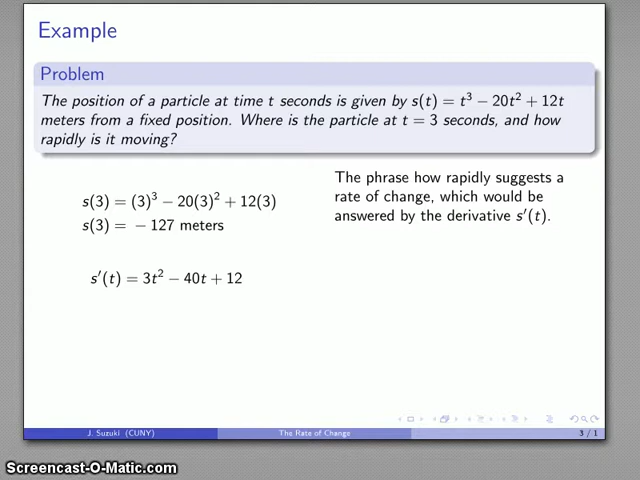 Example
Problem
The position of a particle at time t seconds is given by s(t) = t³ − 20t² + 12t
meters from a fixed position. Where is the particle at t = 3 seconds, and how
rapidly is it moving?
s(3) = (3)³ − 20(3)² + 12(3)
s(3) = − 127 meters
s′(t) = 3t² − 40t + 12
The phrase how rapidly suggests a
rate of change, which would be
answered by the derivative s′(t).
J. Suzuki (CUNY)
The Rate of Change
3 / 1
Screencast-O-Matic.com